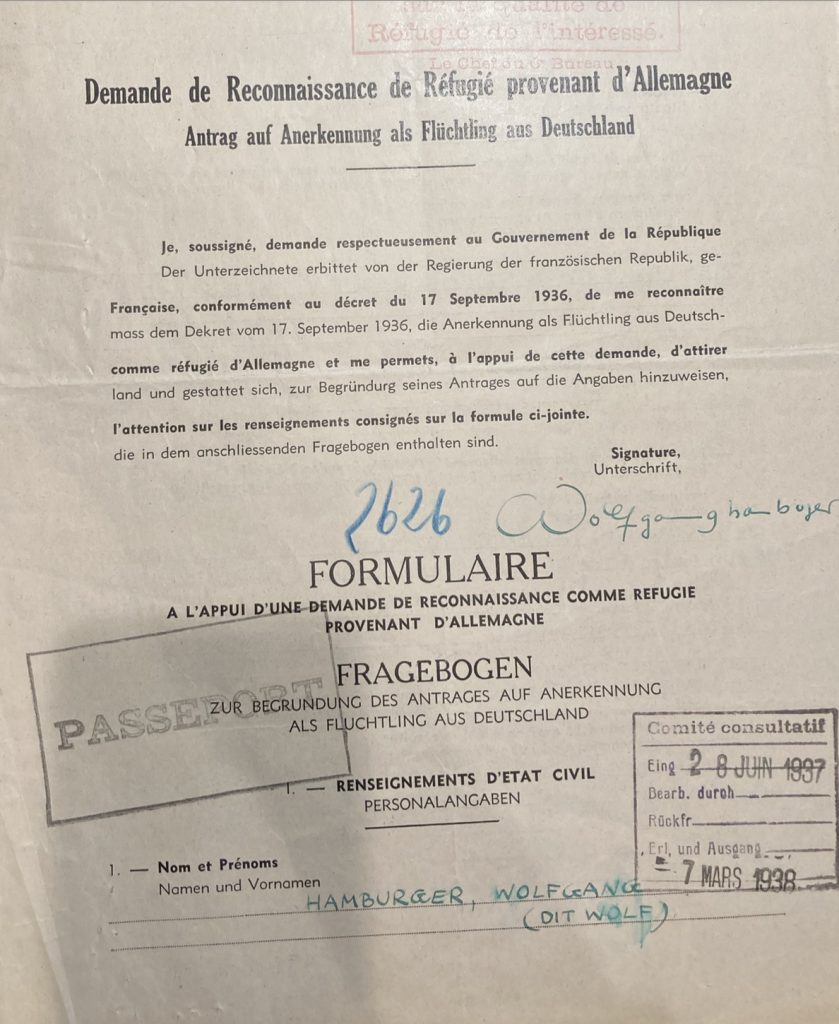 la Qualité de
Réfugié de l'intéressé.
Le Chef du 6 Bureau
Demande de Reconnaissance de Réfugié provenant d'Allemagne
Antrag auf Anerkennung als Flüchtling aus Deutschland
Je, soussigné, demande respectueusement au Gouvernement de la République
Der Unterzeichnete erbittet von der Regierung der französischen Republik, ge-
Française, conformément au décret du 17 Septembre 1936, de me reconnaître
mass dem Dekret vom 17. September 1936, die Anerkennung als Flüchtling aus Deutsch-
comme réfugié d'Allemagne et me permets, à l'appui de cette demande, d'attirer
land und gestattet sich, zur Begründurg seines Antrages auf die Angaben hinzuweisen,
l'attention sur les renseignements consignés sur la formule ci-jointe.
die in dem anschliessenden Fragebogen enthalten sind.
Signature,
Unterschrift,
2626
Wolfgang hamburger
FORMULAIRE
A L'APPUI D'UNE DEMANDE DE RECONNAISSANCE COMME REFUGIE
PROVENANT D'ALLEMAGNE
FRAGEBOGEN
PASSEPORT
ZUR BEGRUNDUNG DES ANTRAGES AUF ANERKENNUNG
ALS FLUCHTLING AUS DEUTSCHLAND
I. — RENSEIGNEMENTS D'ETAT CIVIL
PERSONALANGABEN
Comité consultatif
Eing 28 JUIN 1937
Bearb. durch
Rückfr.
Erl, und Ausgang
- 7 MARS 1938
1. — Nom et Prénoms
Namen und Vornamen
HAMBURGER, WOLFGANG
(DIT WOLF)